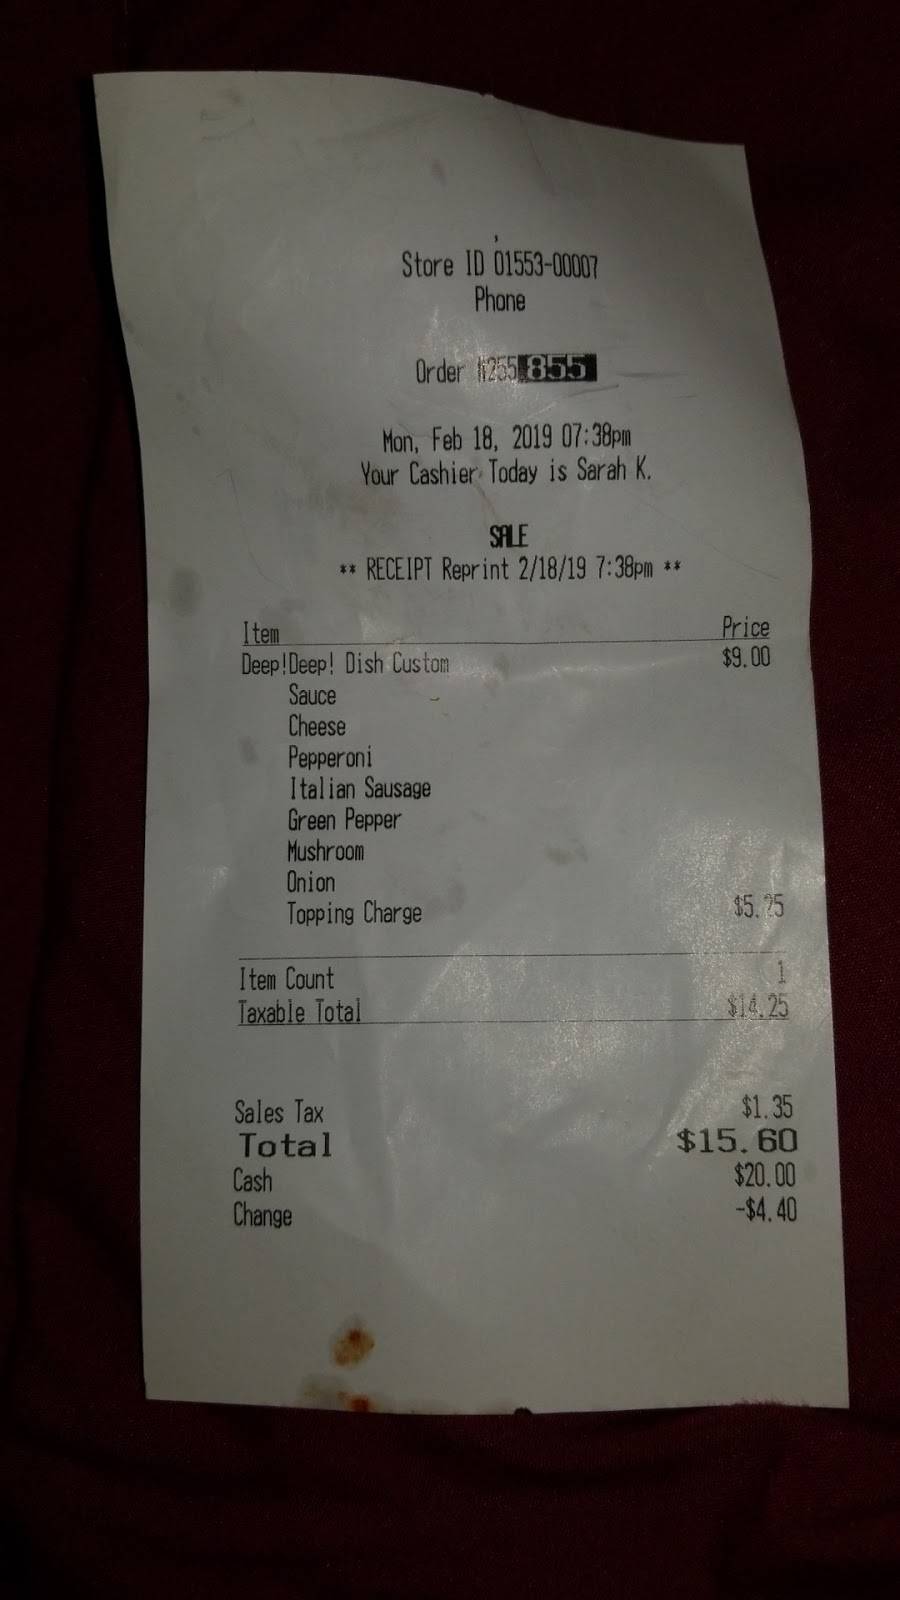 Store ID 01553-00007
Phone
Order #255 855
Mon, Feb 18, 2019 07:38pm
Your Cashier Today is Sarah K.
SALE
** RECEIPT Reprint 2/18/19 7:38pm **
Item Price
Deep!Deep! Dish Custom $9.00
Sauce
Cheese
Pepperoni
Italian Sausage
Green Pepper
Mushroom
Onion
Topping Charge $5.25
Item Count 1
Taxable Total $14.25
Sales Tax $1.35
Total $15.60
Cash $20.00
Change -$4.40